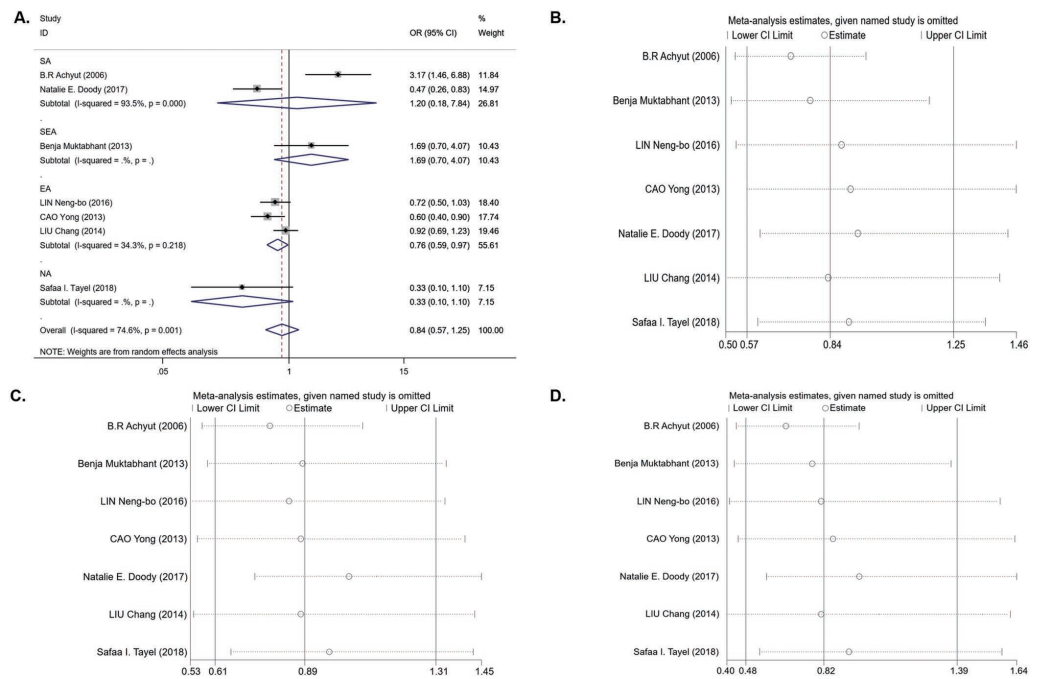 A.
Study %
ID OR (95% CI) Weight
SA
B.R Achyut (2006) 3.17 (1.46, 6.88) 11.84
Natalie E. Doody (2017) 0.47 (0.26, 0.83) 14.97
Subtotal (I-squared = 93.5%, p = 0.000) 1.20 (0.18, 7.84) 26.81
.
SEA
Benja Muktabhant (2013) 1.69 (0.70, 4.07) 10.43
Subtotal (I-squared = .%, p = .) 1.69 (0.70, 4.07) 10.43
.
EA
LIN Neng-bo (2016) 0.72 (0.50, 1.03) 18.40
CAO Yong (2013) 0.60 (0.40, 0.90) 17.74
LIU Chang (2014) 0.92 (0.69, 1.23) 19.46
Subtotal (I-squared = 34.3%, p = 0.218) 0.76 (0.59, 0.97) 55.61
.
NA
Safaa I. Tayel (2018) 0.33 (0.10, 1.10) 7.15
Subtotal (I-squared = .%, p = .) 0.33 (0.10, 1.10) 7.15
.
Overall (I-squared = 74.6%, p = 0.001) 0.84 (0.57, 1.25) 100.00
NOTE: Weights are from random effects analysis
.05 1 15
B.
Meta-analysis estimates, given named study is omitted
Lower CI Limit Estimate Upper CI Limit
B.R Achyut (2006)
Benja Muktabhant (2013)
LIN Neng-bo (2016)
CAO Yong (2013)
Natalie E. Doody (2017)
LIU Chang (2014)
Safaa I. Tayel (2018)
0.50 0.57 0.84 1.25 1.46
C.
Meta-analysis estimates, given named study is omitted
Lower CI Limit Estimate Upper CI Limit
B.R Achyut (2006)
Benja Muktabhant (2013)
LIN Neng-bo (2016)
CAO Yong (2013)
Natalie E. Doody (2017)
LIU Chang (2014)
Safaa I. Tayel (2018)
0.53 0.61 0.89 1.31 1.45
D.
Meta-analysis estimates, given named study is omitted
Lower CI Limit Estimate Upper CI Limit
B.R Achyut (2006)
Benja Muktabhant (2013)
LIN Neng-bo (2016)
CAO Yong (2013)
Natalie E. Doody (2017)
LIU Chang (2014)
Safaa I. Tayel (2018)
0.40 0.48 0.82 1.39 1.64